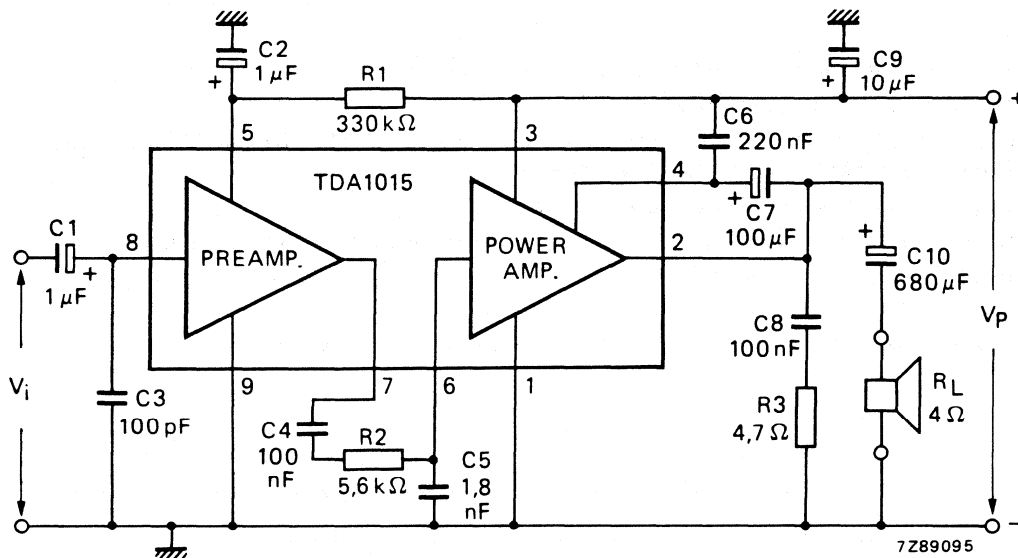 C2
1 µF
+
R1
330 kΩ
C9
10 µF
+
+
5
3
C6
220 nF
TDA1015
4
+
C7
100 µF
C1
1 µF
+
8
PREAMP.
POWER
AMP.
2
+
C10
680 µF
Vi
C3
100 pF
9
7
6
1
C8
100 nF
VP
C4
100
nF
R2
5,6 kΩ
C5
1,8
nF
R3
4,7 Ω
RL
4 Ω
−
7Z89095